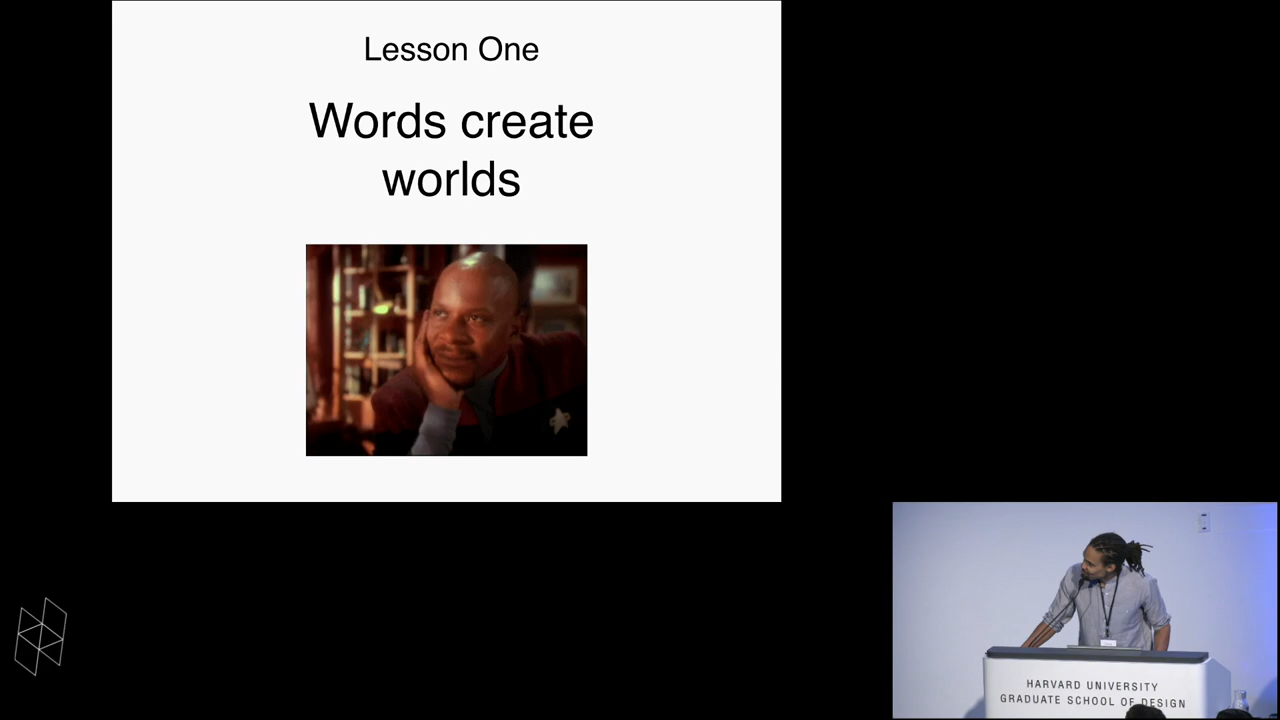 Lesson One
Words create
worlds
HARVARD UNIVERSITY
GRADUATE SCHOOL OF DESIGN